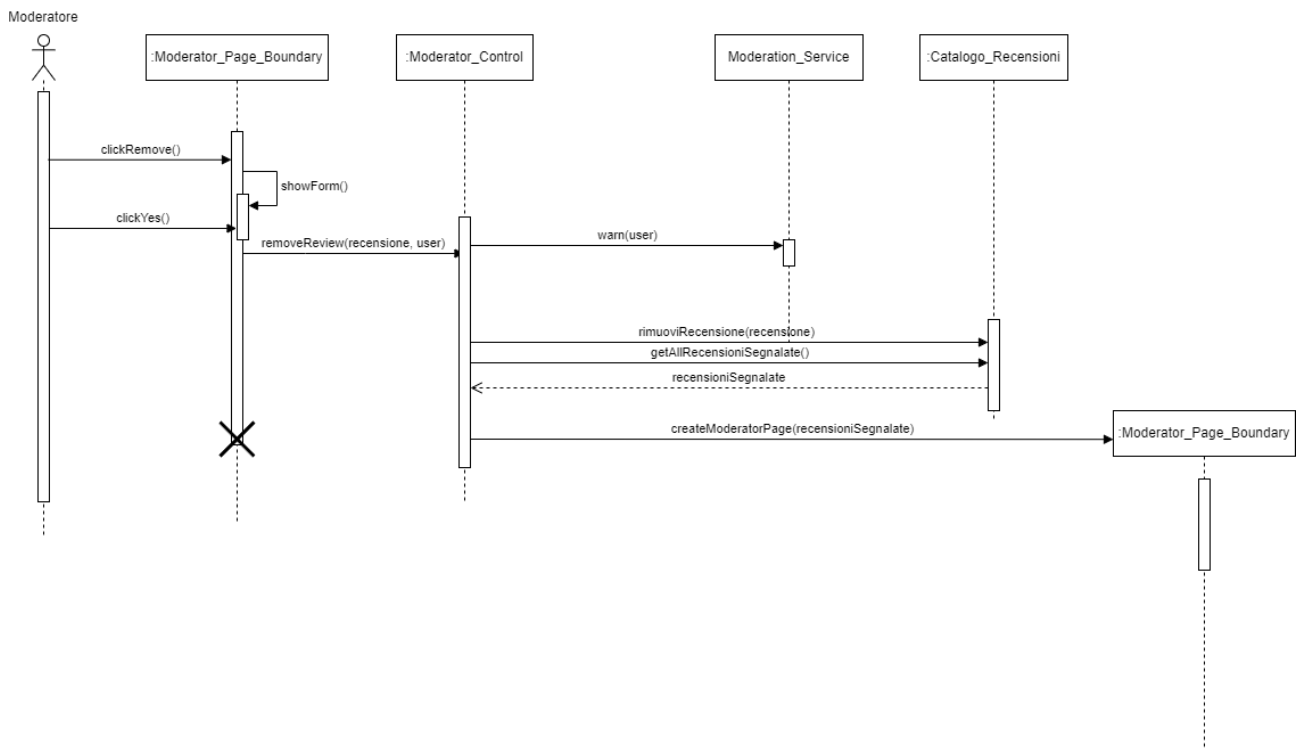 Moderatore
:Moderator_Page_Boundary
:Moderator_Control
Moderation_Service
:Catalogo_Recensioni
clickRemove()
showForm()
clickYes()
removeReview(recensione, user)
warn(user)
rimuoviRecensione(recensione)
getAllRecensioniSegnalate()
recensioniSegnalate
createModeratorPage(recensioniSegnalate)
:Moderator_Page_Boundary